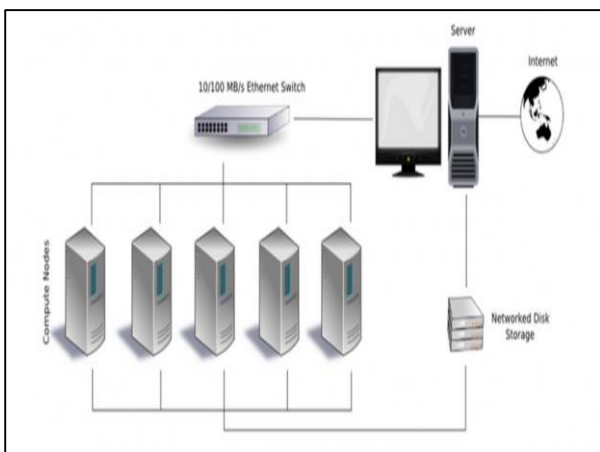 Server
Internet
10/100 MB/s Ethernet Switch
Compute Nodes
Networked Disk
Storage